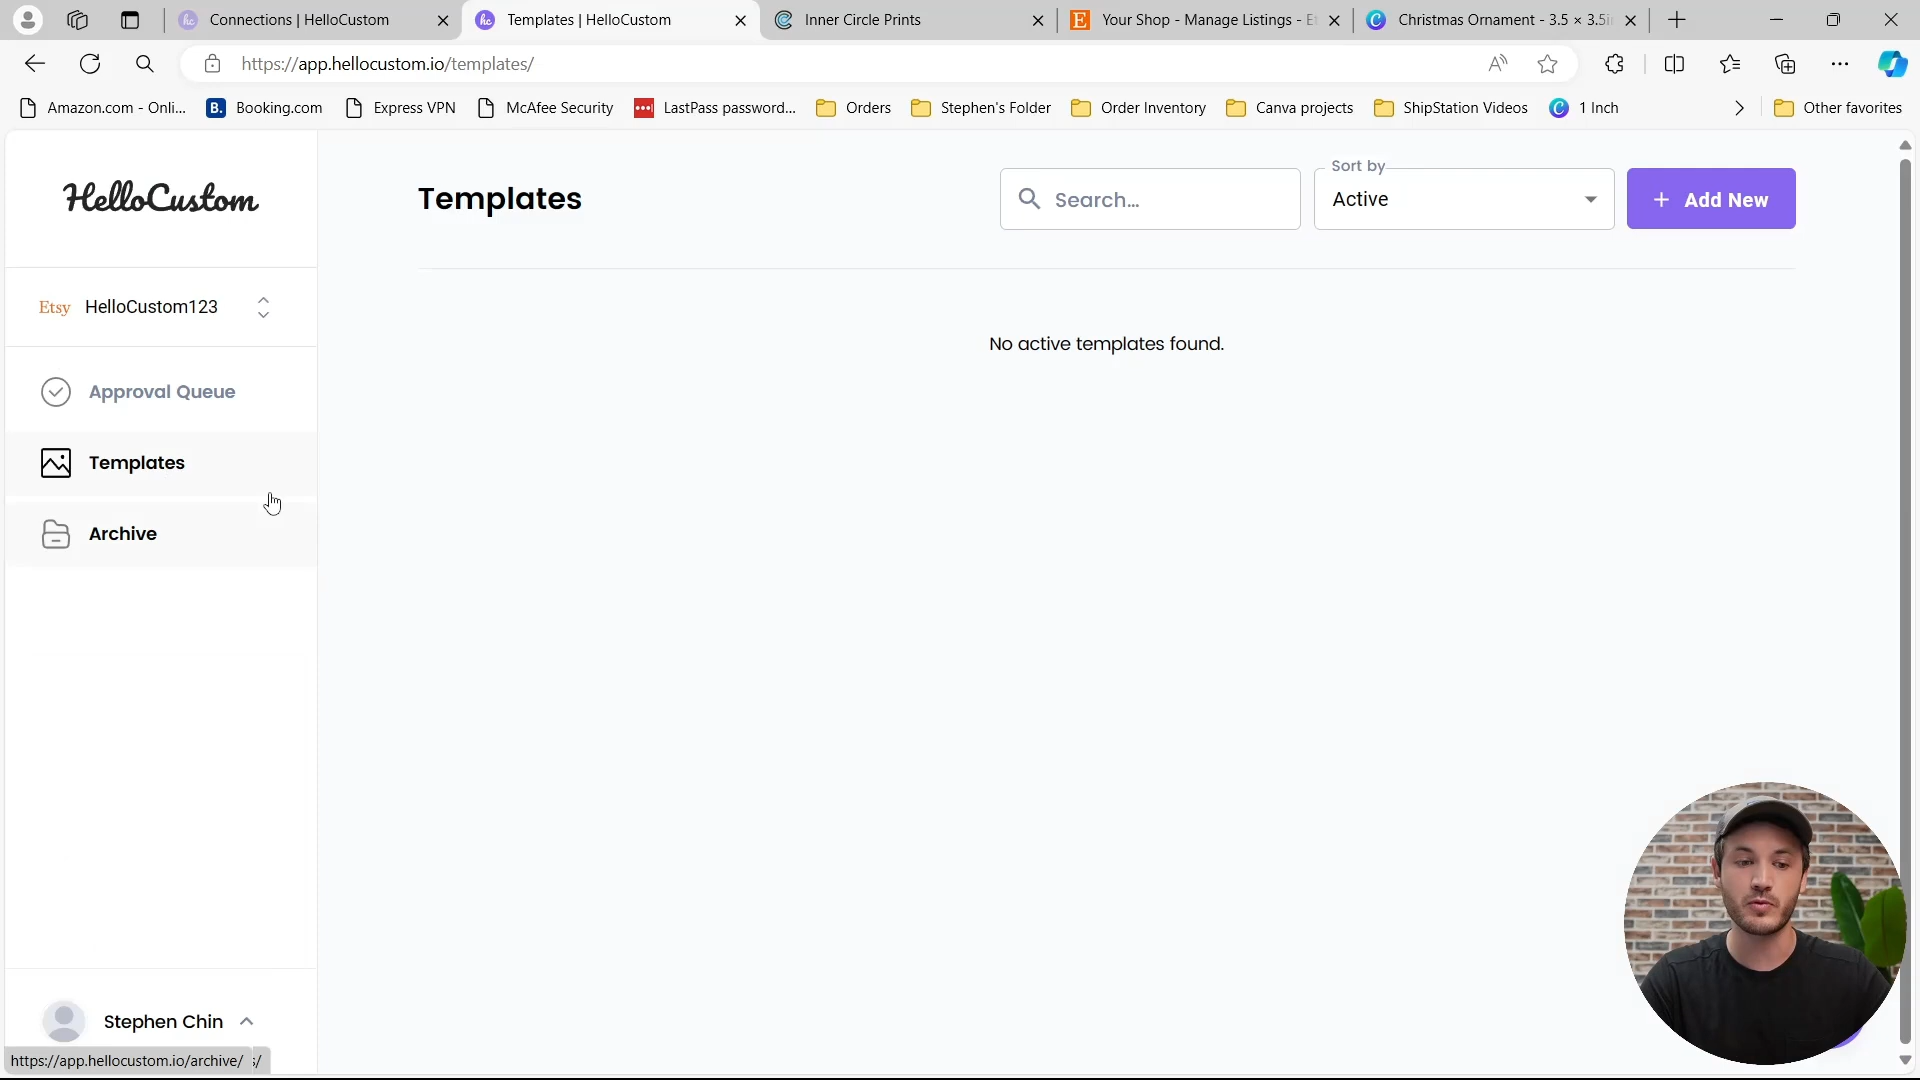 Connections | HelloCustom
Templates | HelloCustom
Inner Circle Prints
Your Shop - Manage Listings - Et
Christmas Ornament - 3.5 × 3.5in
https://app.hellocustom.io/templates/
Amazon.com - Onli...
Booking.com
Express VPN
McAfee Security
LastPass password...
Orders
Stephen's Folder
Order Inventory
Canva projects
ShipStation Videos
1 Inch
Other favorites
HelloCustom
Templates
Search...
Sort by
Active
+ Add New
Etsy HelloCustom123
No active templates found.
Approval Queue
Templates
Archive
Stephen Chin
https://app.hellocustom.io/archive/